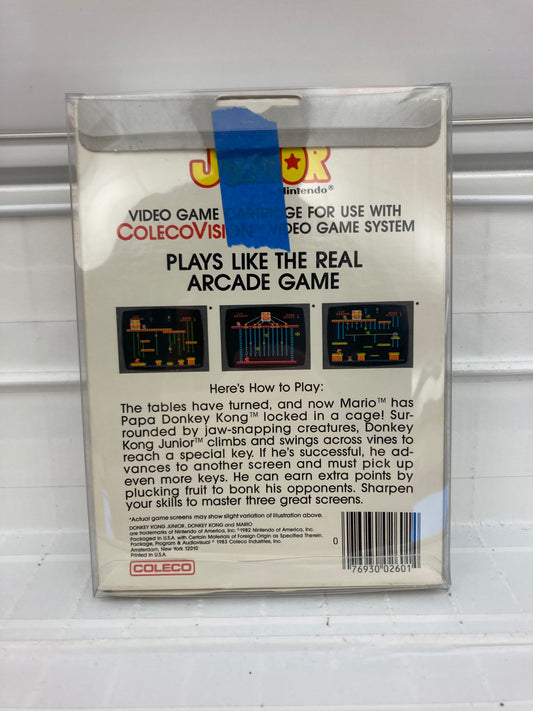 Nintendo®
VIDEO GAME FOR USE WITH
VIDEO GAME SYSTEM
PLAYS LIKE THE REAL
ARCADE GAME
Here's How to Play:
The tables have turned, and now Mario™ has
Papa Donkey Kong™ locked in a cage! Sur-
rounded by jaw-snapping creatures, Donkey
Kong Junior™ climbs and swings across vines to
reach a special key. If he's successful, he ad-
vances to another screen and must pick up
even more keys. He can earn extra points by
plucking fruit to bonk his opponents. Sharpen
your skills to master three great screens.
*Actual game screens may show slight variation of illustration above.
DONKEY KONG JUNIOR, DONKEY KONG and MARIO
are trademarks of Nintendo of America, Inc. ©1982 Nintendo of America, Inc.
Packaged in U.S.A. with Certain Materials of Foreign Origin as Specified Therein.
Package, Program & Audiovisual ©1983 Coleco Industries, Inc.
Amsterdam, New York 12010
Printed in U.S.A.
COLECO
0
76930 02601